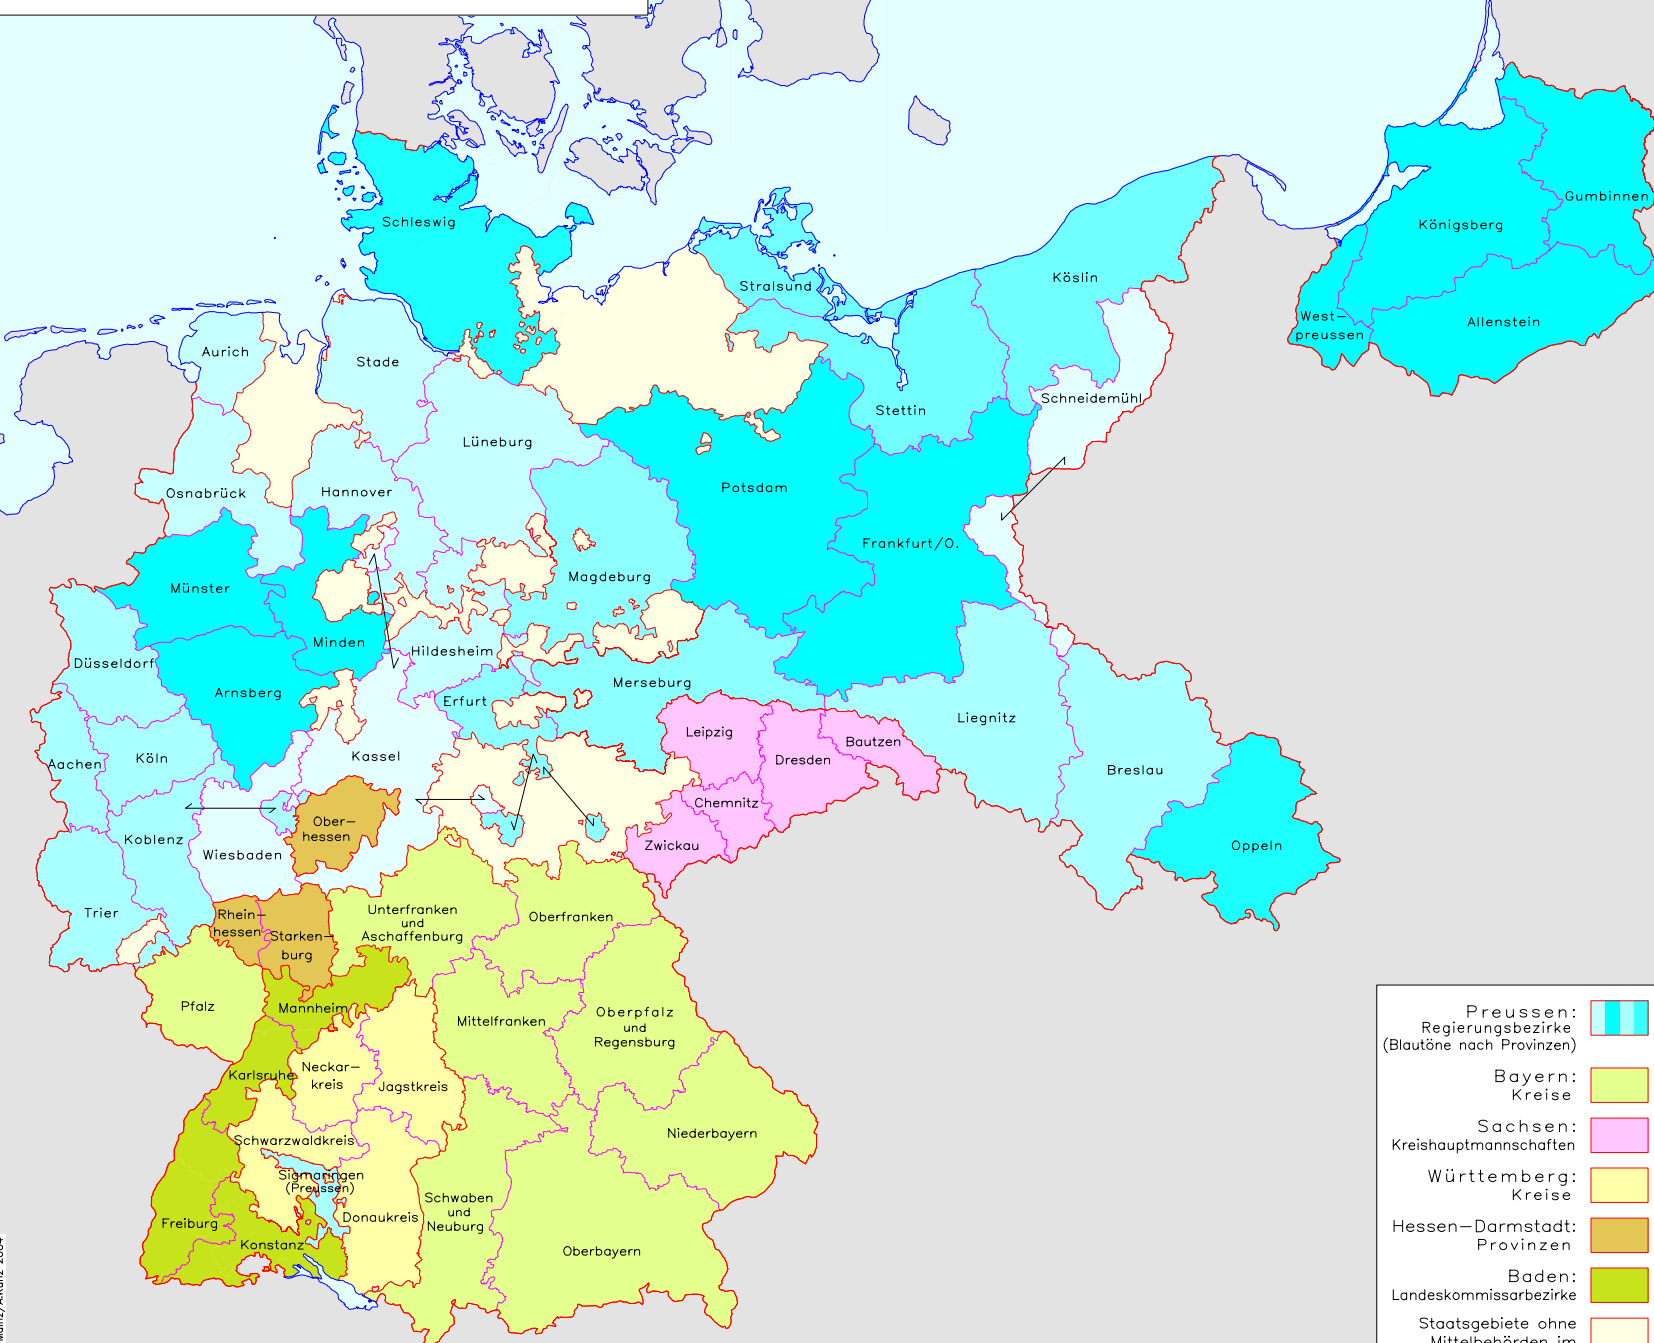 Schleswig
Gumbinnen
Königsberg
Köslin
Stralsund
West-
preussen
Allenstein
Aurich
Stade
Schneidemühl
Stettin
Lüneburg
Osnabrück
Hannover
Potsdam
Frankfurt/O.
Magdeburg
Münster
Minden
Hildesheim
Düsseldorf
Arnsberg
Merseburg
Erfurt
Liegnitz
Leipzig
Bautzen
Kassel
Köln
Aachen
Dresden
Breslau
Chemnitz
Ober-
hessen
Koblenz
Wiesbaden
Zwickau
Oppeln
Trier
Rhein-
hessen
Starken-
burg
Unterfranken
und
Aschaffenburg
Oberfranken
Pfalz
Mannheim
Mittelfranken
Oberpfalz
und
Regensburg
Karlsruhe
Neckar-
kreis
Jagstkreis
Schwarzwaldkreis
Niederbayern
Sigmaringen
(Preussen)
Schwaben
und
Neuburg
Donaukreis
Freiburg
Konstanz
Oberbayern
Preussen:
Regierungsbezirke
(Blautöne nach Provinzen)
Bayern:
Kreise
Sachsen:
Kreishauptmannschaften
Württemberg:
Kreise
Hessen-Darmstadt:
Provinzen
Baden:
Landeskommissarbezirke
Staatsgebiete ohne
Mittelbehörden im